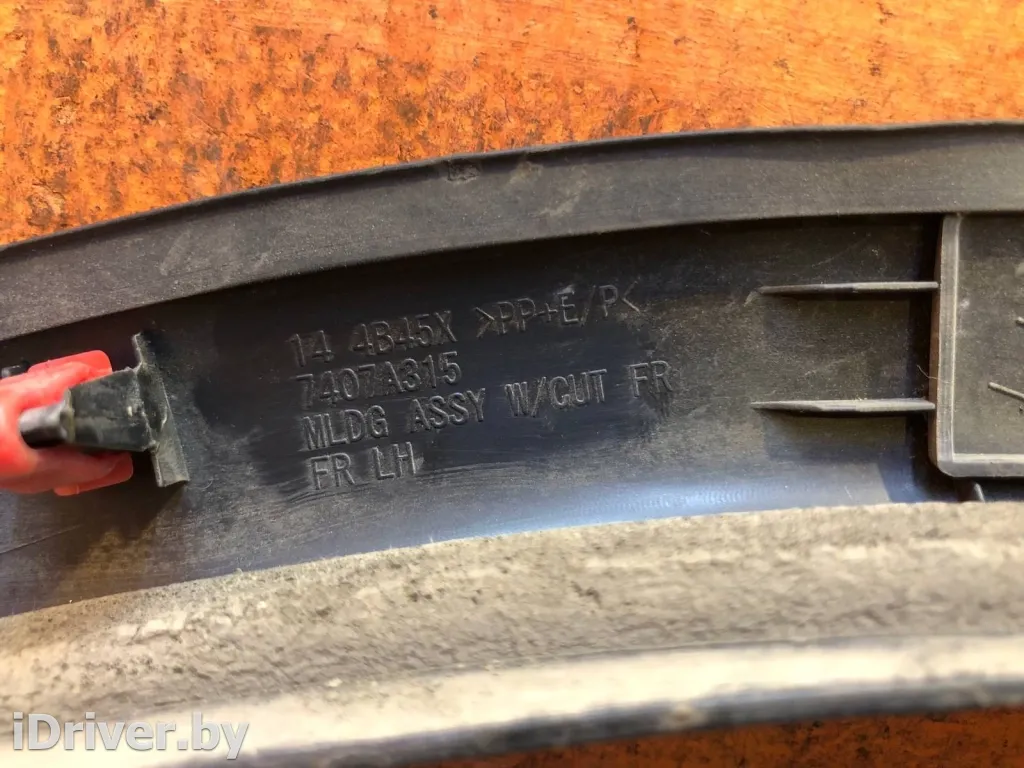 14 4B45X >PP+E/P<
7407A315
MLDG ASSY W/CUT FR
FR LH
iDriver.by